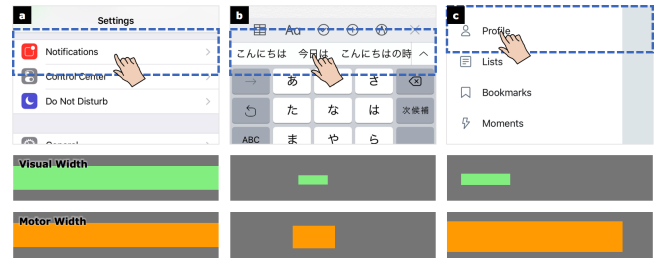 a
Settings
Notifications
Control Center
Do Not Disturb
General
b
Aa
こんにちは 今日は こんにちはの時
あ さ
た な は 次候補
ABC ま や ら
c
Profile
Lists
Bookmarks
Moments
Visual Width
Motor Width